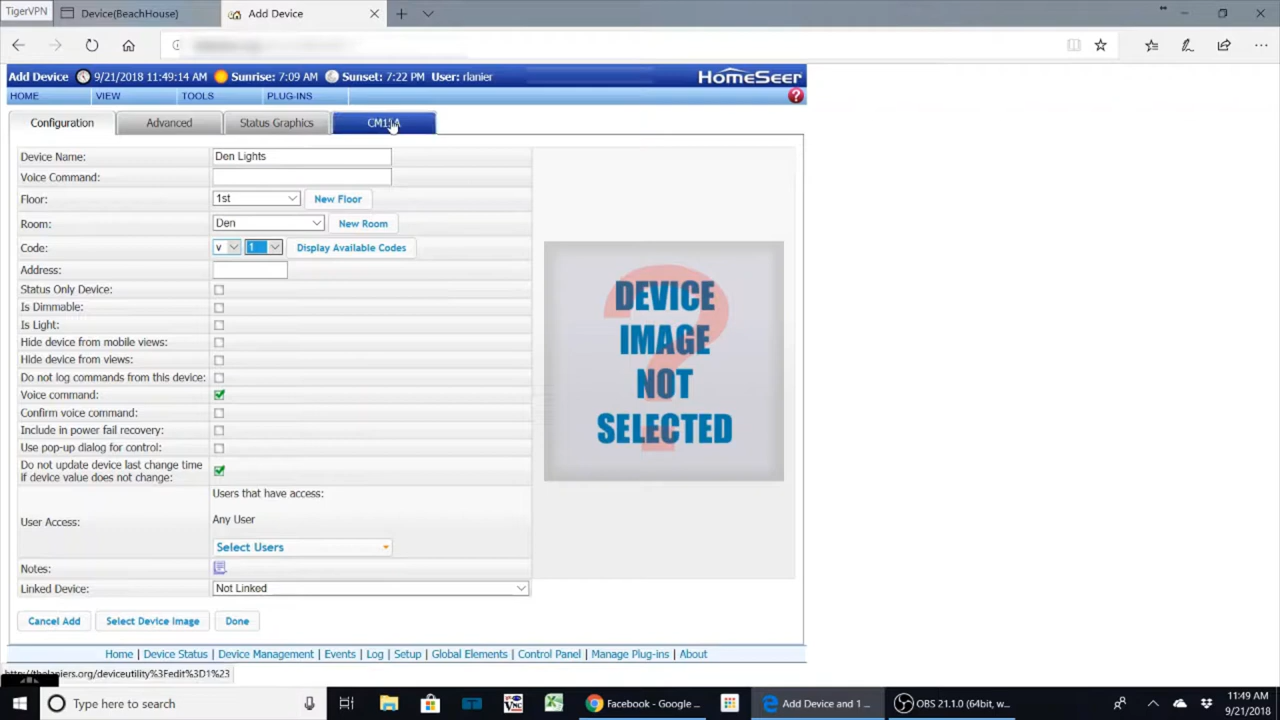 TigerVPN
Device(BeachHouse)
Add Device
Add Device 9/21/2018 11:49:14 AM Sunrise: 7:09 AM Sunset: 7:22 PM User: rlanier
HomeSeer
HOME VIEW TOOLS PLUG-INS
Configuration Advanced Status Graphics CM11A
Device Name: Den Lights
Voice Command:
Floor: 1st New Floor
Room: Den New Room
Code: v 1 Display Available Codes
Address:
Status Only Device:
Is Dimmable:
Is Light:
Hide device from mobile views:
Hide device from views:
Do not log commands from this device:
Voice command:
Confirm voice command:
Include in power fail recovery:
Use pop-up dialog for control:
Do not update device last change time
if device value does not change:
User Access:
Users that have access:
Any User
Select Users
Notes:
Linked Device: Not Linked
DEVICE
IMAGE
NOT
SELECTED
Cancel Add Select Device Image Done
Home | Device Status | Device Management | Events | Log | Setup | Global Elements | Control Panel | Manage Plug-ins | About
http://thelaniers.org/deviceutility%3Fedit%3D1%23
Type here to search
Facebook - Google ...
Add Device and 1 ...
OBS 21.1.0 (64bit, w...
11:49 AM
9/21/2018